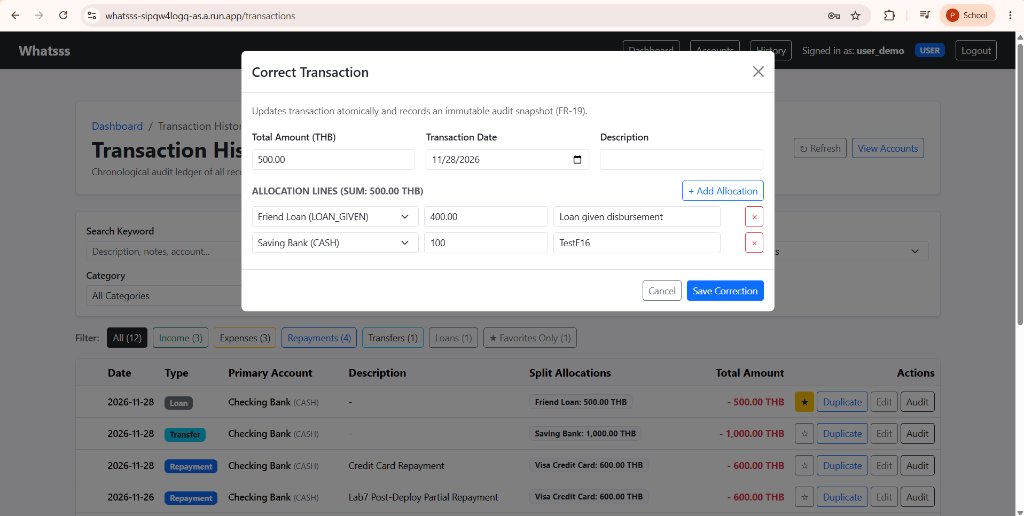 whatsss-sipqw4logq-as.a.run.app/transactions
P School
Whatsss
Dashboard Accounts History Signed in as: user_demo USER Logout
Correct Transaction
Updates transaction atomically and records an immutable audit snapshot (FR-19).
Total Amount (THB) Transaction Date Description
500.00 11/28/2026
ALLOCATION LINES (SUM: 500.00 THB) + Add Allocation
Friend Loan (LOAN_GIVEN) 400.00 Loan given disbursement ×
Saving Bank (CASH) 100 TestE16 ×
Cancel Save Correction
Dashboard / Transaction Histor
Transaction His
Chronological audit ledger of all rec
↻ Refresh View Accounts
Search Keyword
Description, notes, account...
Category
All Categories
Filter: All (12) Income (3) Expenses (3) Repayments (4) Transfers (1) Loans (1) ★ Favorites Only (1)
Date Type Primary Account Description Split Allocations Total Amount Actions
2026-11-28 Loan Checking Bank (CASH) - Friend Loan: 500.00 THB - 500.00 THB ★ Duplicate Edit Audit
2026-11-28 Transfer Checking Bank (CASH) - Saving Bank: 1,000.00 THB - 1,000.00 THB ☆ Duplicate Edit Audit
2026-11-28 Repayment Checking Bank (CASH) Credit Card Repayment Visa Credit Card: 600.00 THB - 600.00 THB ☆ Duplicate Edit Audit
2026-11-26 Repayment Checking Bank (CASH) Lab7 Post-Deploy Partial Repayment Visa Credit Card: 600.00 THB - 600.00 THB ☆ Duplicate Edit Audit